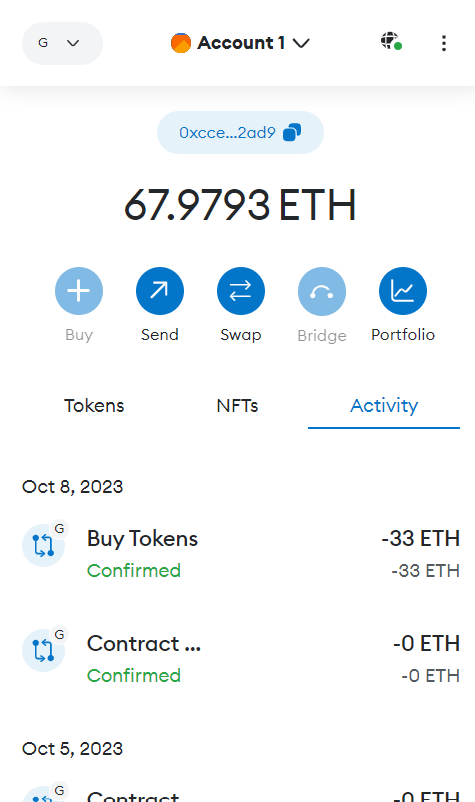 G Account 1
0xcce...2ad9
67.9793 ETH
Buy Send Swap Bridge Portfolio
Tokens NFTs Activity
Oct 8, 2023
G
Buy Tokens -33 ETH
Confirmed -33 ETH
G
Contract ... -0 ETH
Confirmed -0 ETH
Oct 5, 2023
G
Contract -0 ETH